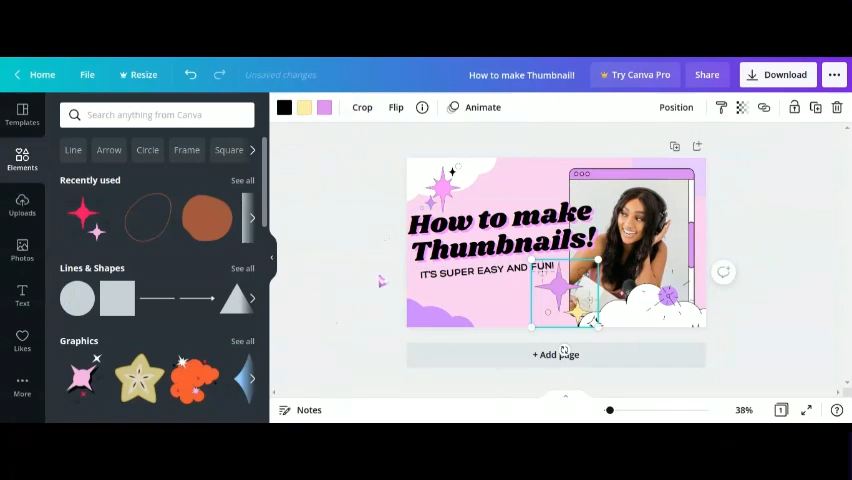 Home File Resize Unsaved changes How to make Thumbnail! Try Canva Pro Share Download
Search anything from Canva
Crop Flip Animate Position
Templates
Line Arrow Circle Frame Square
Elements
Recently used See all
Uploads
Photos
Lines & Shapes See all
Text
Graphics See all
Likes
More
How to make
Thumbnails!
IT'S SUPER EASY AND FUN!
+ Add page
Notes 38% 1